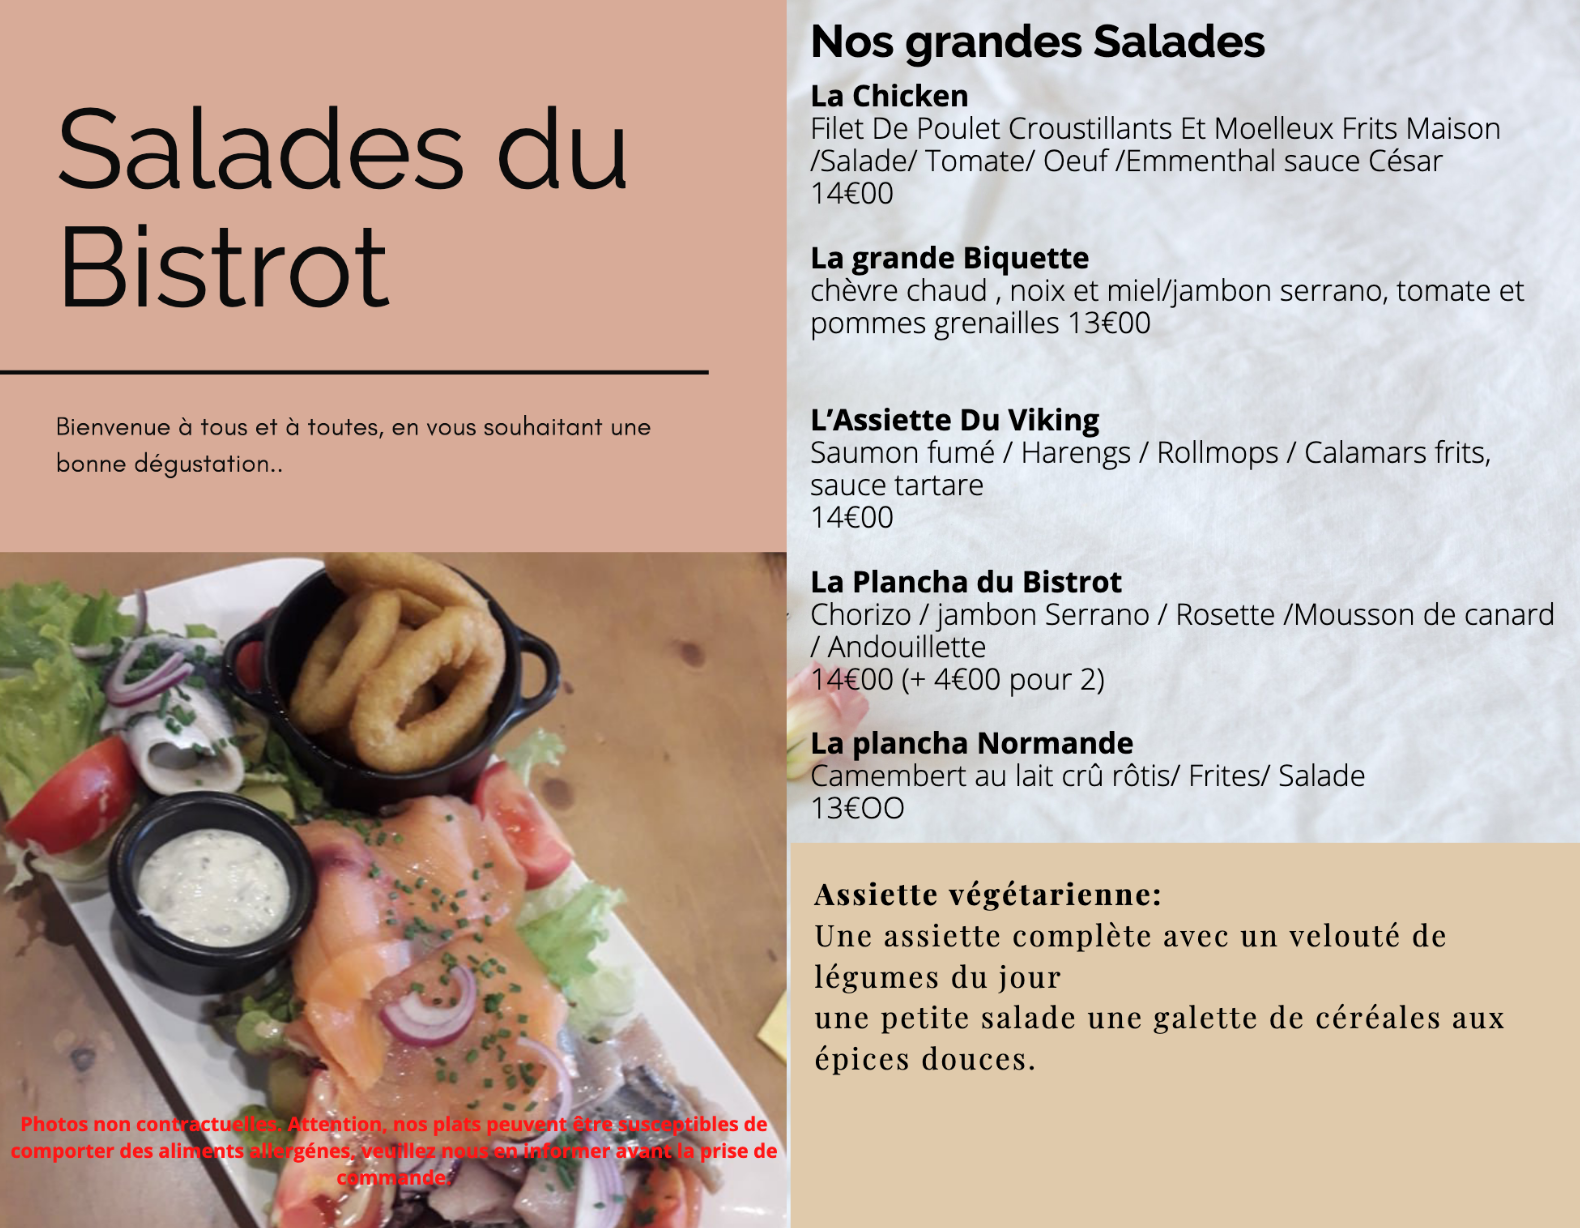 Salades du
Bistrot
Bienvenue à tous et à toutes, en vous souhaitant une
bonne dégustation..
Photos non contractuelles. Attention, nos plats peuvent être susceptibles de
comporter des aliments allergénes, veuillez nous en informer avant la prise de
commande.
Nos grandes Salades
La Chicken
Filet De Poulet Croustillants Et Moelleux Frits Maison
/Salade/ Tomate/ Oeuf /Emmenthal sauce César
14€00
La grande Biquette
chèvre chaud , noix et miel/jambon serrano, tomate et
pommes grenailles 13€00
L’Assiette Du Viking
Saumon fumé / Harengs / Rollmops / Calamars frits,
sauce tartare
14€00
La Plancha du Bistrot
Chorizo / jambon Serrano / Rosette /Mousson de canard
/ Andouillette
14€00 (+ 4€00 pour 2)
La plancha Normande
Camembert au lait crû rôtis/ Frites/ Salade
13€OO
Assiette végétarienne:
Une assiette complète avec un velouté de
légumes du jour
une petite salade une galette de céréales aux
épices douces.